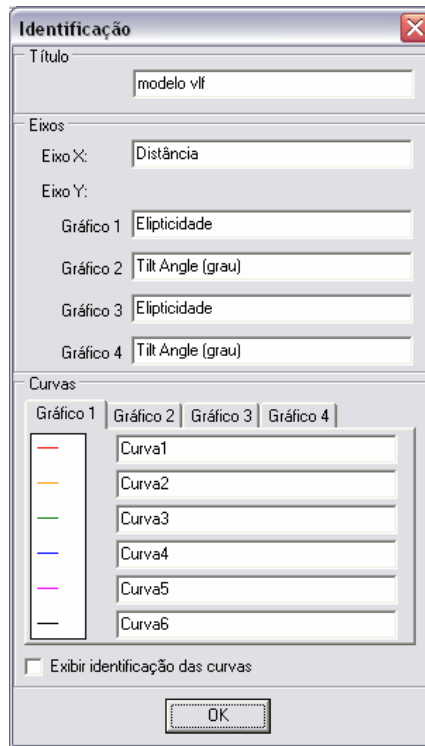 Identificação
Título
modelo vlf
Eixos
Eixo X: Distância
Eixo Y:
Gráfico 1 Elipticidade
Gráfico 2 Tilt Angle (grau)
Gráfico 3 Elipticidade
Gráfico 4 Tilt Angle (grau)
Curvas
Gráfico 1 Gráfico 2 Gráfico 3 Gráfico 4
Curva1
Curva2
Curva3
Curva4
Curva5
Curva6
Exibir identificação das curvas
OK